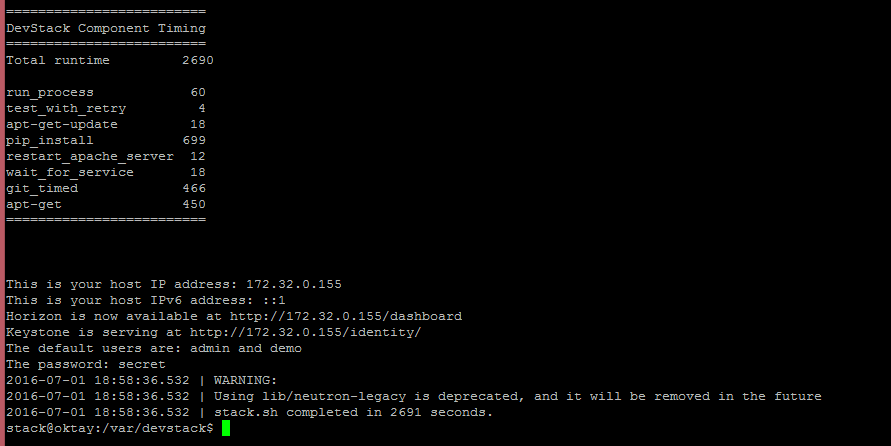 =========================
DevStack Component Timing
=========================
Total runtime         2690
run_process            60
test_with_retry         4
apt-get-update         18
pip_install           699
restart_apache_server  12
wait_for_service       18
git_timed             466
apt-get               450
=========================
This is your host IP address: 172.32.0.155
This is your host IPv6 address: ::1
Horizon is now available at http://172.32.0.155/dashboard
Keystone is serving at http://172.32.0.155/identity/
The default users are: admin and demo
The password: secret
2016-07-01 18:58:36.532 | WARNING:
2016-07-01 18:58:36.532 | Using lib/neutron-legacy is deprecated, and it will be removed in the future
2016-07-01 18:58:36.532 | stack.sh completed in 2691 seconds.
stack@oktay:/var/devstack$